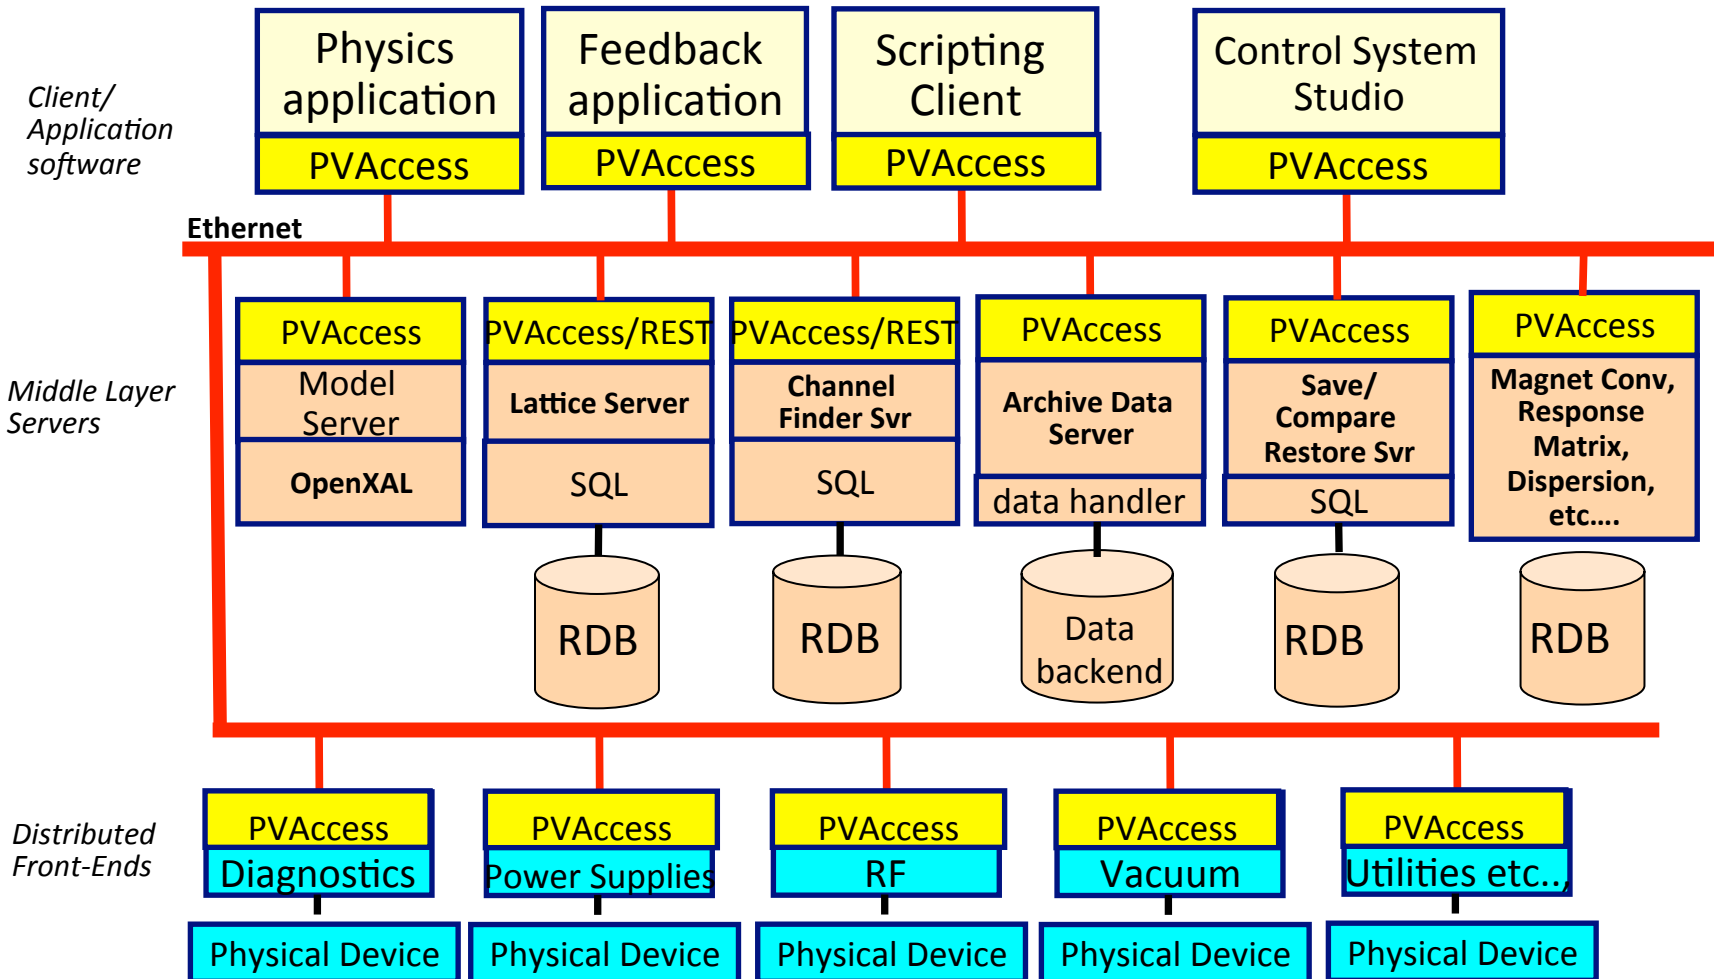 Client/
Application
software
Physics
application
PVAccess
Feedback
application
PVAccess
Scripting
Client
PVAccess
Control System
Studio
PVAccess
Ethernet
Middle Layer
Servers
PVAccess
Model
Server
OpenXAL
PVAccess/REST
Lattice Server
SQL
RDB
PVAccess/REST
Channel
Finder Svr
SQL
RDB
PVAccess
Archive Data
Server
data handler
Data
backend
PVAccess
Save/
Compare
Restore Svr
SQL
RDB
PVAccess
Magnet Conv,
Response
Matrix,
Dispersion,
etc....
RDB
Distributed
Front-Ends
PVAccess
Diagnostics
Physical Device
PVAccess
Power Supplies
Physical Device
PVAccess
RF
Physical Device
PVAccess
Vacuum
Physical Device
PVAccess
Utilities etc..,
Physical Device